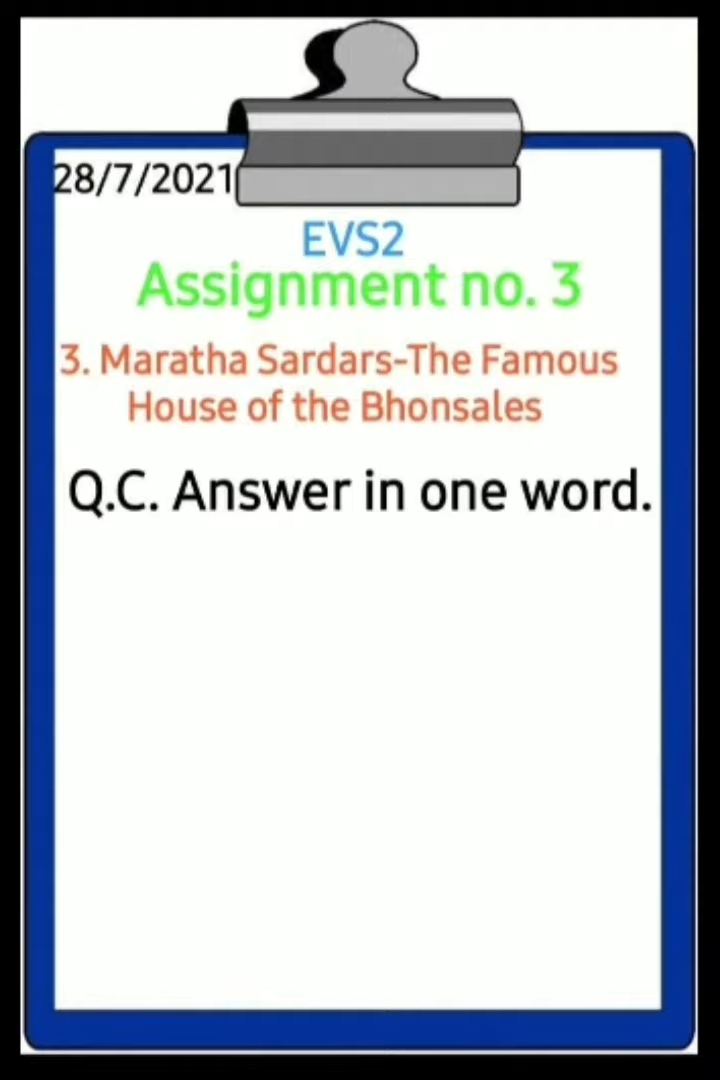 28/7/2021
EVS2
Assignment no. 3
3. Maratha Sardars-The Famous
House of the Bhonsales
Q.C. Answer in one word.